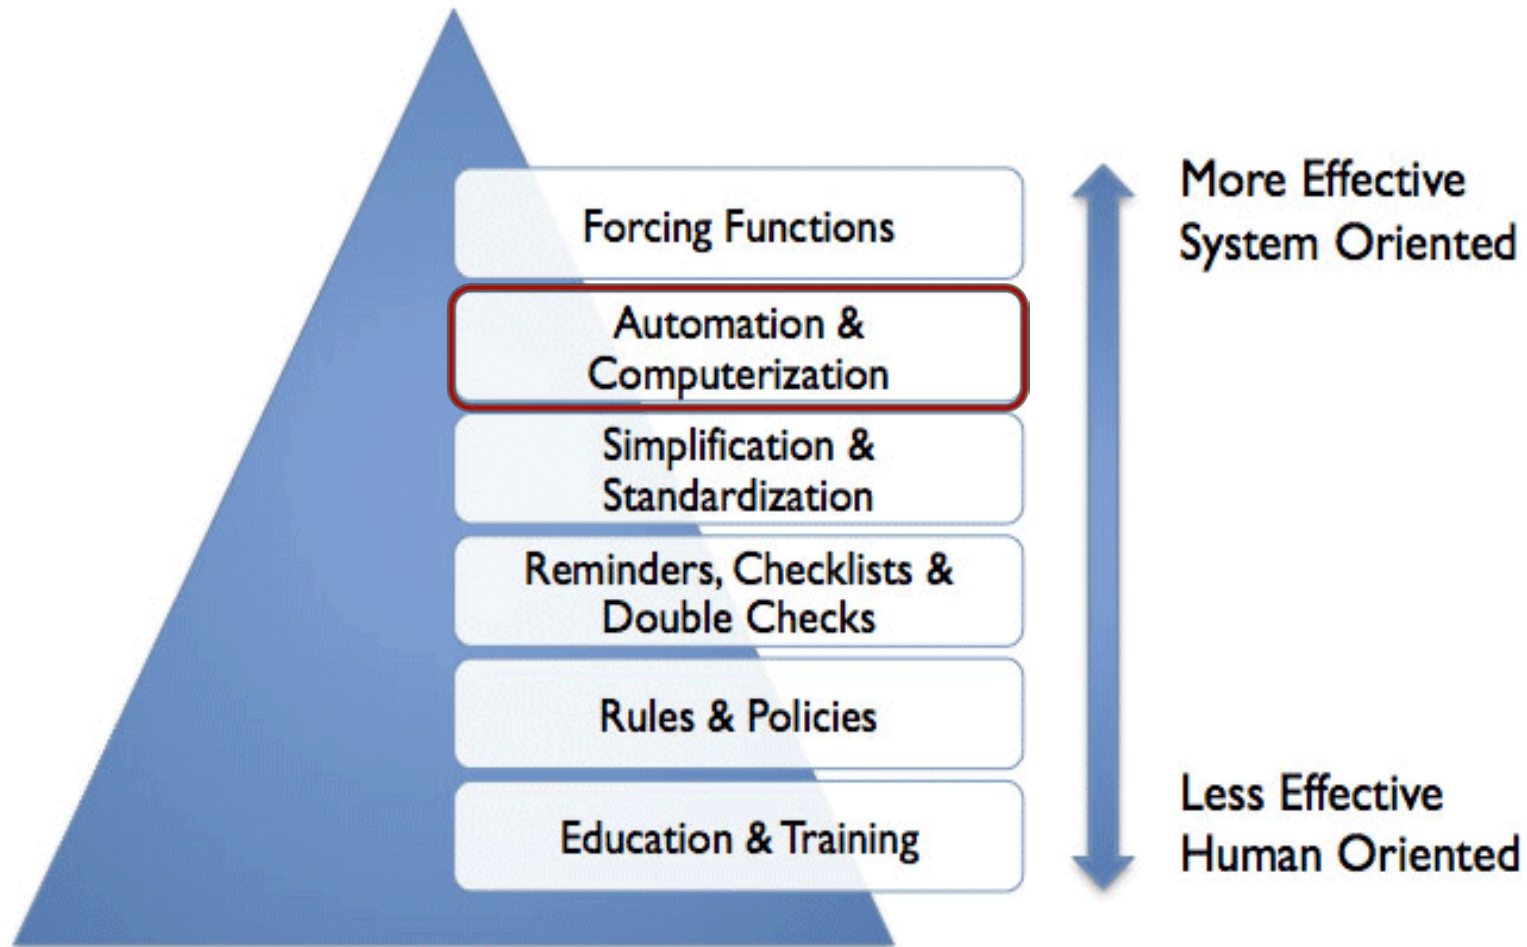 Forcing Functions
Automation &
Computerization
Simplification &
Standardization
Reminders, Checklists &
Double Checks
Rules & Policies
Education & Training
More Effective
System Oriented
Less Effective
Human Oriented